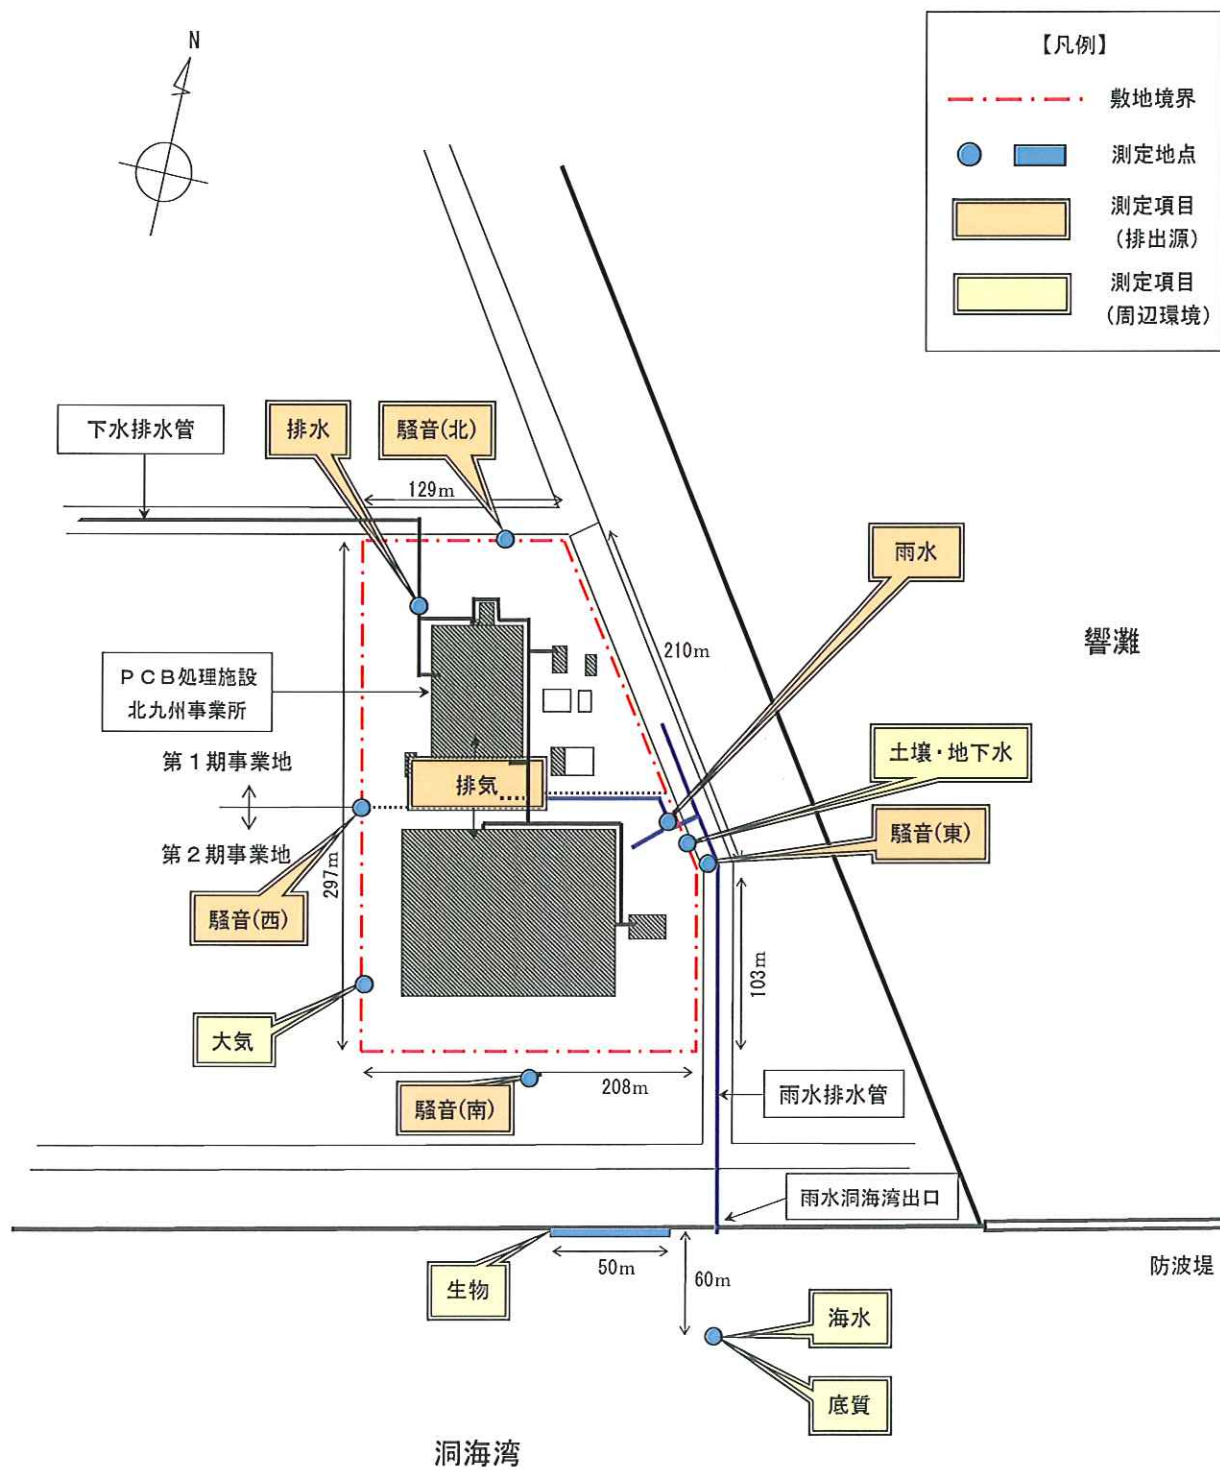 N
【凡例】
敷地境界
測定地点
測定項目
(排出源)
測定項目
(周辺環境)
下水排水管
排水
騒音(北)
129m
雨水
響灘
210m
PCB処理施設
北九州事業所
第1期事業地
排気
土壌・地下水
騒音(東)
第2期事業地
297m
騒音(西)
103m
大気
208m
騒音(南)
雨水排水管
雨水洞海湾出口
50m
60m
防波堤
生物
海水
底質
洞海湾